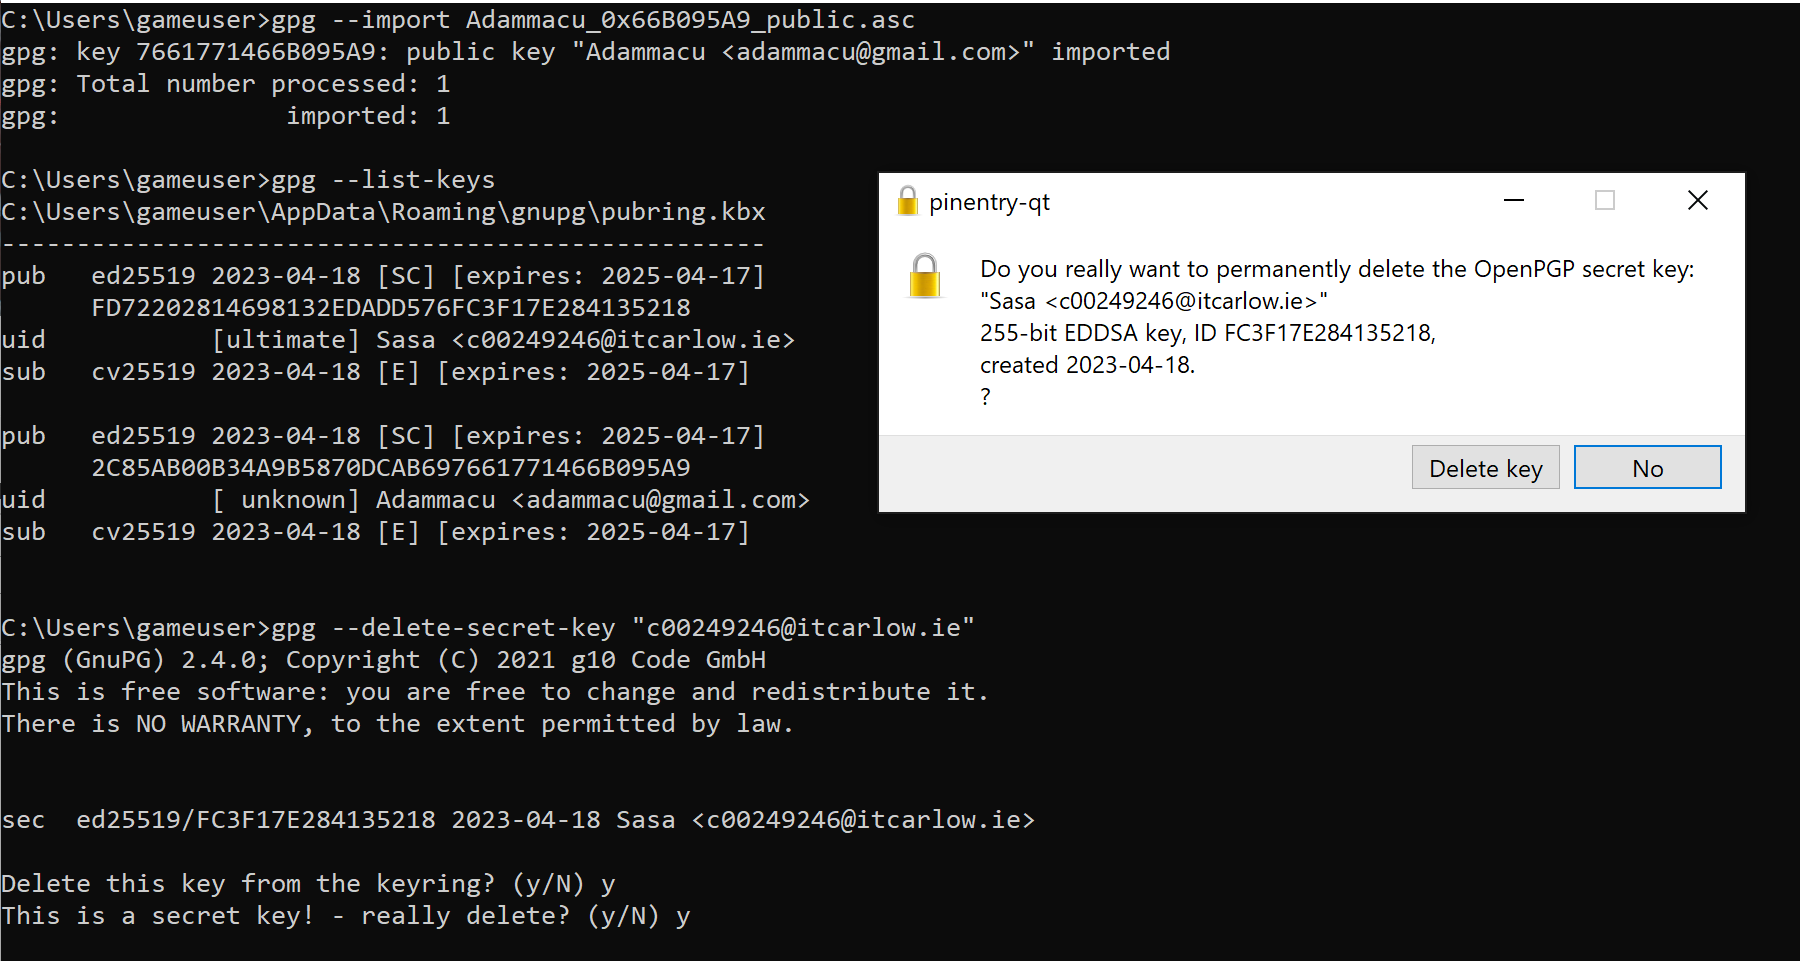 C:\Users\gameuser>gpg --import Adammacu_0x66B095A9_public.asc
gpg: key 7661771466B095A9: public key "Adammacu <adammacu@gmail.com>" imported
gpg: Total number processed: 1
gpg:               imported: 1
C:\Users\gameuser>gpg --list-keys
C:\Users\gameuser\AppData\Roaming\gnupg\pubring.kbx
---------------------------------------------------
pub   ed25519 2023-04-18 [SC] [expires: 2025-04-17]
      FD72202814698132EDADD576FC3F17E284135218
uid           [ultimate] Sasa <c00249246@itcarlow.ie>
sub   cv25519 2023-04-18 [E] [expires: 2025-04-17]
pub   ed25519 2023-04-18 [SC] [expires: 2025-04-17]
      2C85AB00B34A9B5870DCAB697661771466B095A9
uid           [ unknown] Adammacu <adammacu@gmail.com>
sub   cv25519 2023-04-18 [E] [expires: 2025-04-17]
C:\Users\gameuser>gpg --delete-secret-key "c00249246@itcarlow.ie"
gpg (GnuPG) 2.4.0; Copyright (C) 2021 g10 Code GmbH
This is free software: you are free to change and redistribute it.
There is NO WARRANTY, to the extent permitted by law.
sec  ed25519/FC3F17E284135218 2023-04-18 Sasa <c00249246@itcarlow.ie>
Delete this key from the keyring? (y/N) y
This is a secret key! - really delete? (y/N) y
pinentry-qt
Do you really want to permanently delete the OpenPGP secret key:
"Sasa <c00249246@itcarlow.ie>"
255-bit EDDSA key, ID FC3F17E284135218,
created 2023-04-18.
?
Delete key
No